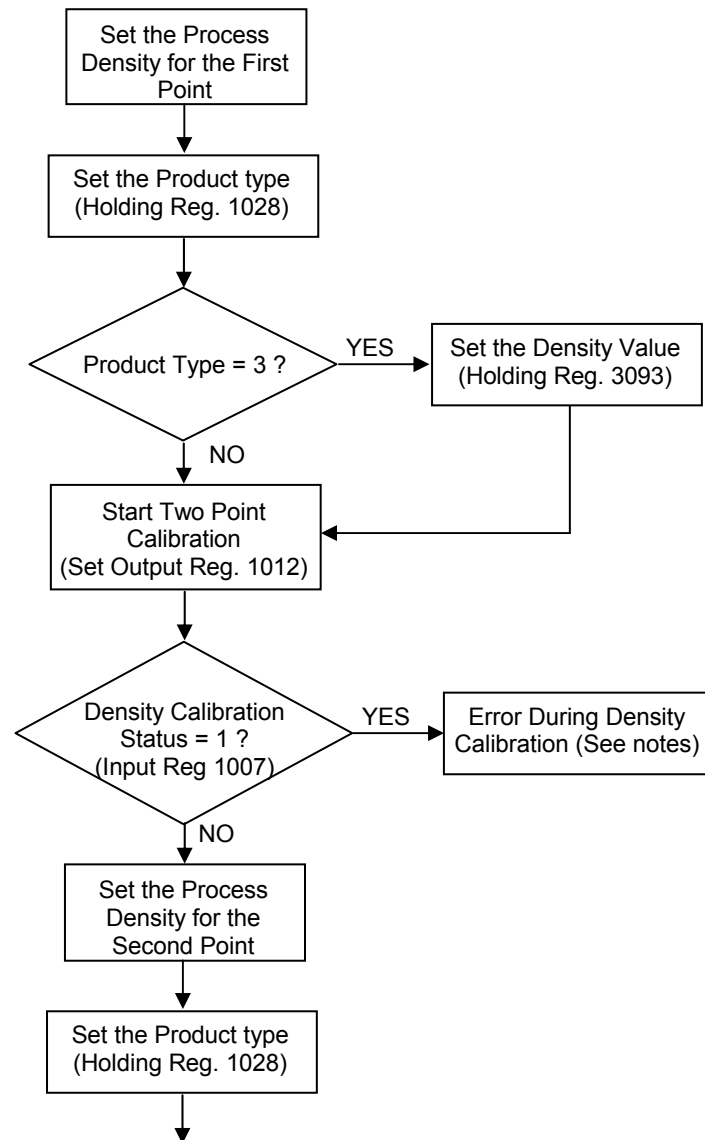 Set the Process
Density for the First
Point
Set the Product type
(Holding Reg. 1028)
Product Type = 3 ?
YES
Set the Density Value
(Holding Reg. 3093)
NO
Start Two Point
Calibration
(Set Output Reg. 1012)
Density Calibration
Status = 1 ?
(Input Reg 1007)
YES
Error During Density
Calibration (See notes)
NO
Set the Process
Density for the
Second Point
Set the Product type
(Holding Reg. 1028)